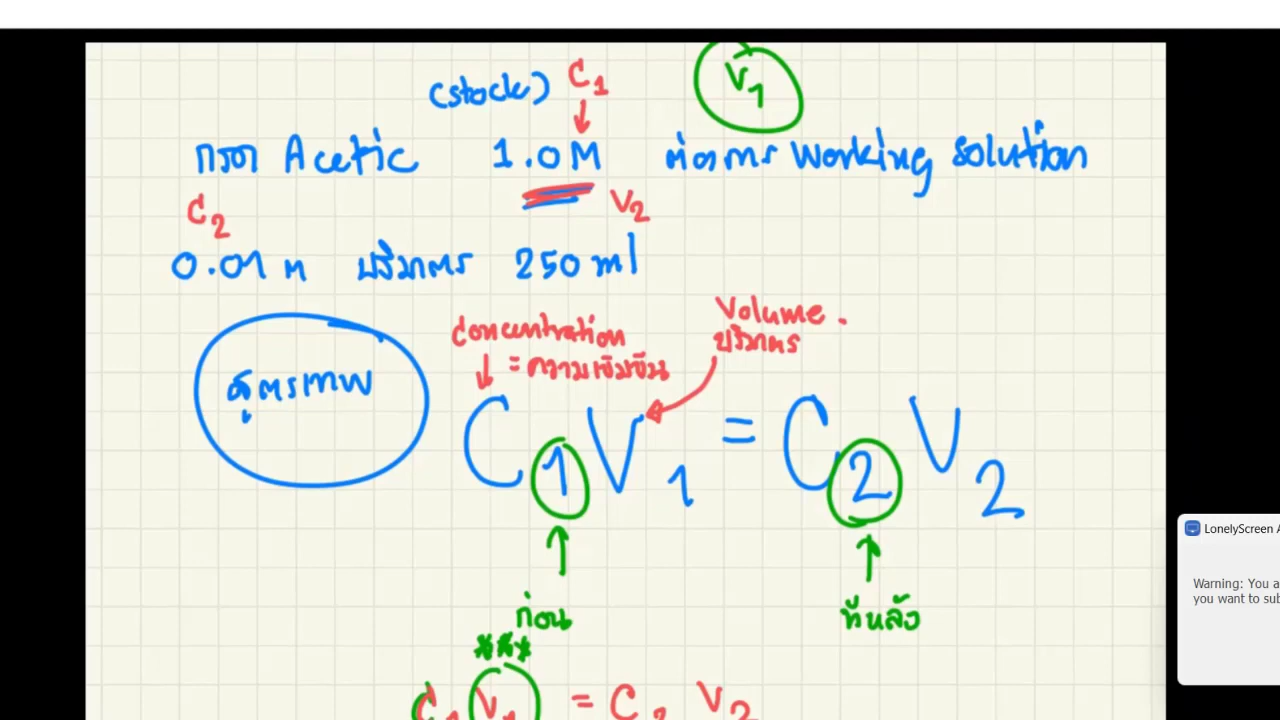 (stock) C1 V1
กรด Acetic 1.0M ต้องการ Working solution
C2 V2
0.01 M ปริมาตร 250 ml
Concentration Volume.
= ความเข้มข้น ปริมาตร
สูตรเทพ
C1V1 = C2V2
ก่อน ทีหลัง
***
C1 V1 = C2 V2
LonelyScreen A
Warning: You a
you want to sub